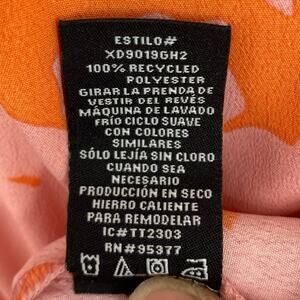 ESTILO#
XD9019GH2
100% RECYCLED
POLYESTER
GIRAR LA PRENDA DE
VESTIR DEL REVÉS
MÁQUINA DE LAVADO
FRÍO CICLO SUAVE
CON COLORES
SIMILARES
SÓLO LEJÍA SIN CLORO
CUANDO SEA
NECESARIO
PRODUCCIÓN EN SECO
HIERRO CALIENTE
PARA REMODELAR
IC#TT2303
RN#95377